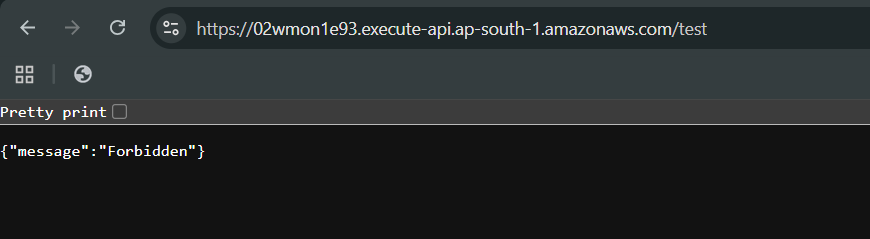 https://02wmon1e93.execute-api.ap-south-1.amazonaws.com/test
Pretty print
{"message":"Forbidden"}